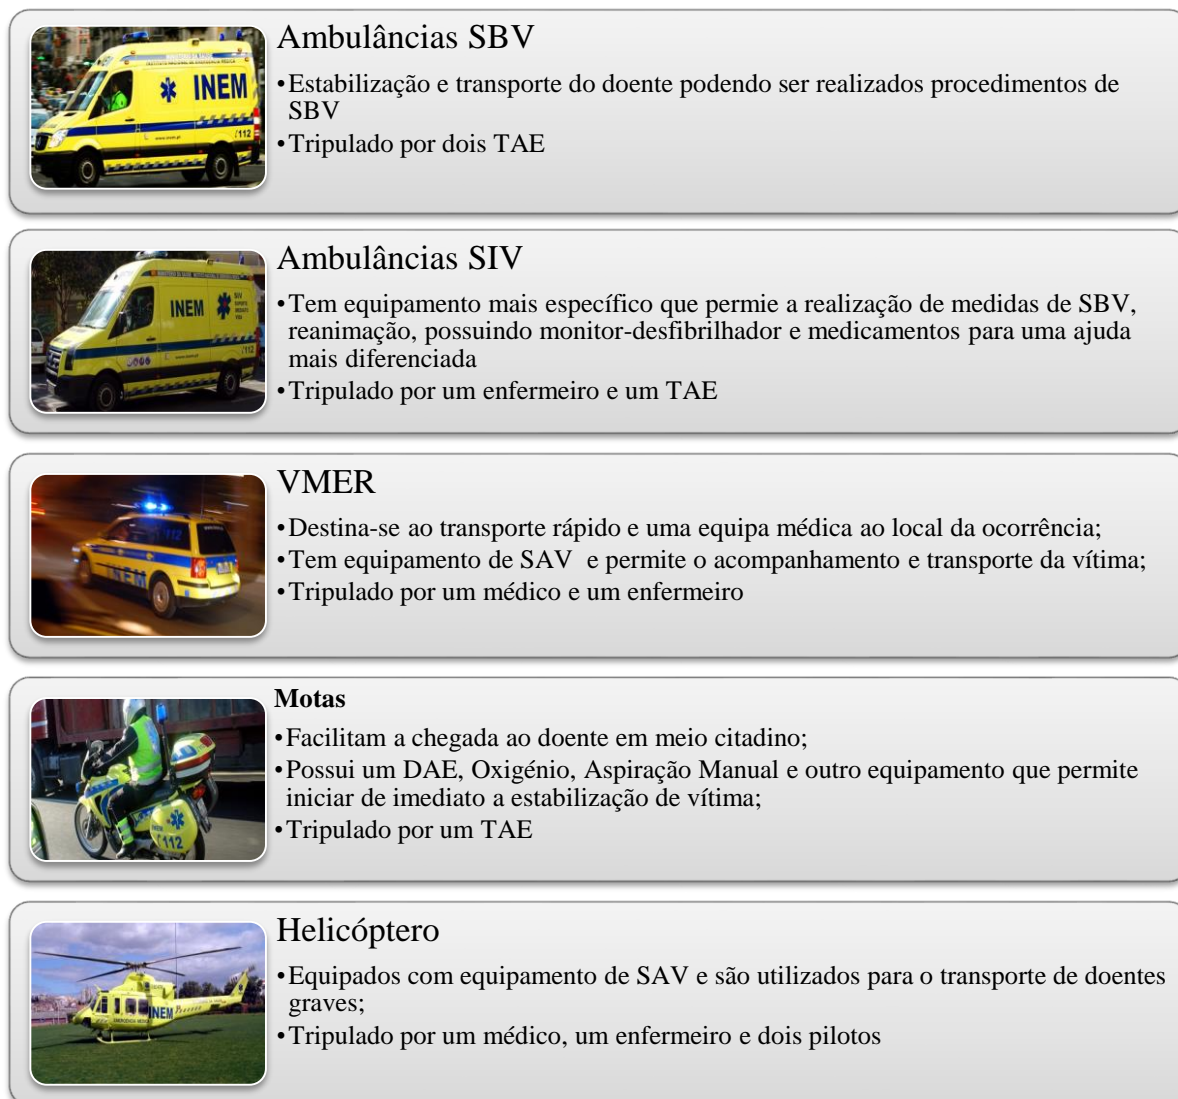 Ambulâncias SBV
•Estabilização e transporte do doente podendo ser realizados procedimentos de
SBV
•Tripulado por dois TAE
INEM
112
Ambulâncias SIV
•Tem equipamento mais específico que permie a realização de medidas de SBV,
reanimação, possuindo monitor-desfibrilhador e medicamentos para uma ajuda
mais diferenciada
•Tripulado por um enfermeiro e um TAE
INEM
SIV
112
VMER
•Destina-se ao transporte rápido e uma equipa médica ao local da ocorrência;
•Tem equipamento de SAV e permite o acompanhamento e transporte da vítima;
•Tripulado por um médico e um enfermeiro
INEM
Motas
•Facilitam a chegada ao doente em meio citadino;
•Possui um DAE, Oxigénio, Aspiração Manual e outro equipamento que permite
iniciar de imediato a estabilização de vítima;
•Tripulado por um TAE
112
Helicóptero
•Equipados com equipamento de SAV e são utilizados para o transporte de doentes
graves;
•Tripulado por um médico, um enfermeiro e dois pilotos
INEM